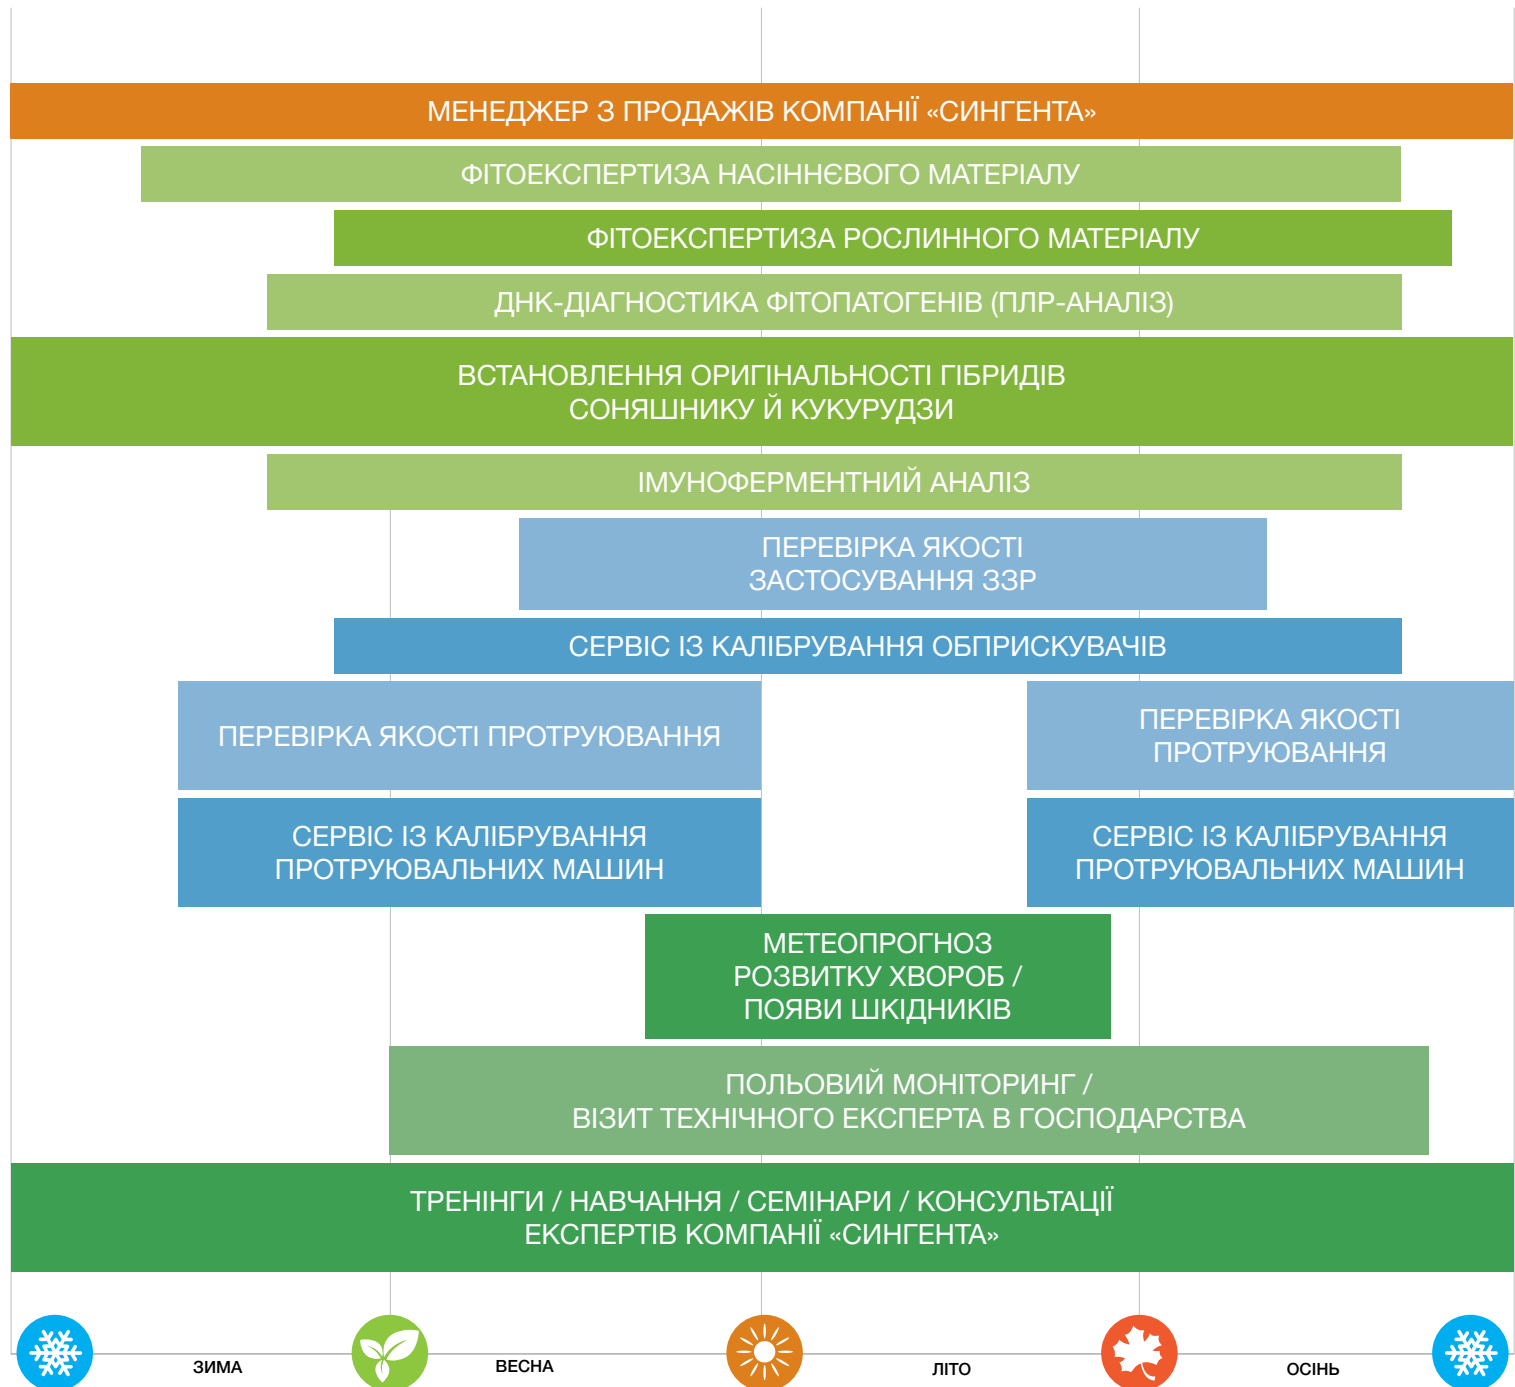 МЕНЕДЖЕР З ПРОДАЖІВ КОМПАНІЇ «СИНГЕНТА»
ФІТОЕКСПЕРТИЗА НАСІННЄВОГО МАТЕРІАЛУ
ФІТОЕКСПЕРТИЗА РОСЛИННОГО МАТЕРІАЛУ
ДНК-ДІАГНОСТИКА ФІТОПАТОГЕНІВ (ПЛР-АНАЛІЗ)
ВСТАНОВЛЕННЯ ОРИГІНАЛЬНОСТІ ГІБРИДІВ
СОНЯШНИКУ Й КУКУРУДЗИ
ІМУНОФЕРМЕНТНИЙ АНАЛІЗ
ПЕРЕВІРКА ЯКОСТІ
ЗАСТОСУВАННЯ ЗЗР
СЕРВІС ІЗ КАЛІБРУВАННЯ ОБПРИСКУВАЧІВ
ПЕРЕВІРКА ЯКОСТІ ПРОТРУЮВАННЯ
ПЕРЕВІРКА ЯКОСТІ
ПРОТРУЮВАННЯ
СЕРВІС ІЗ КАЛІБРУВАННЯ
ПРОТРУЮВАЛЬНИХ МАШИН
СЕРВІС ІЗ КАЛІБРУВАННЯ
ПРОТРУЮВАЛЬНИХ МАШИН
МЕТЕОПРОГНОЗ
РОЗВИТКУ ХВОРОБ /
ПОЯВИ ШКІДНИКІВ
ПОЛЬОВИЙ МОНІТОРИНГ /
ВІЗИТ ТЕХНІЧНОГО ЕКСПЕРТА В ГОСПОДАРСТВА
ТРЕНІНГИ / НАВЧАННЯ / СЕМІНАРИ / КОНСУЛЬТАЦІЇ
ЕКСПЕРТІВ КОМПАНІЇ «СИНГЕНТА»
ЗИМА
ВЕСНА
ЛІТО
ОСІНЬ